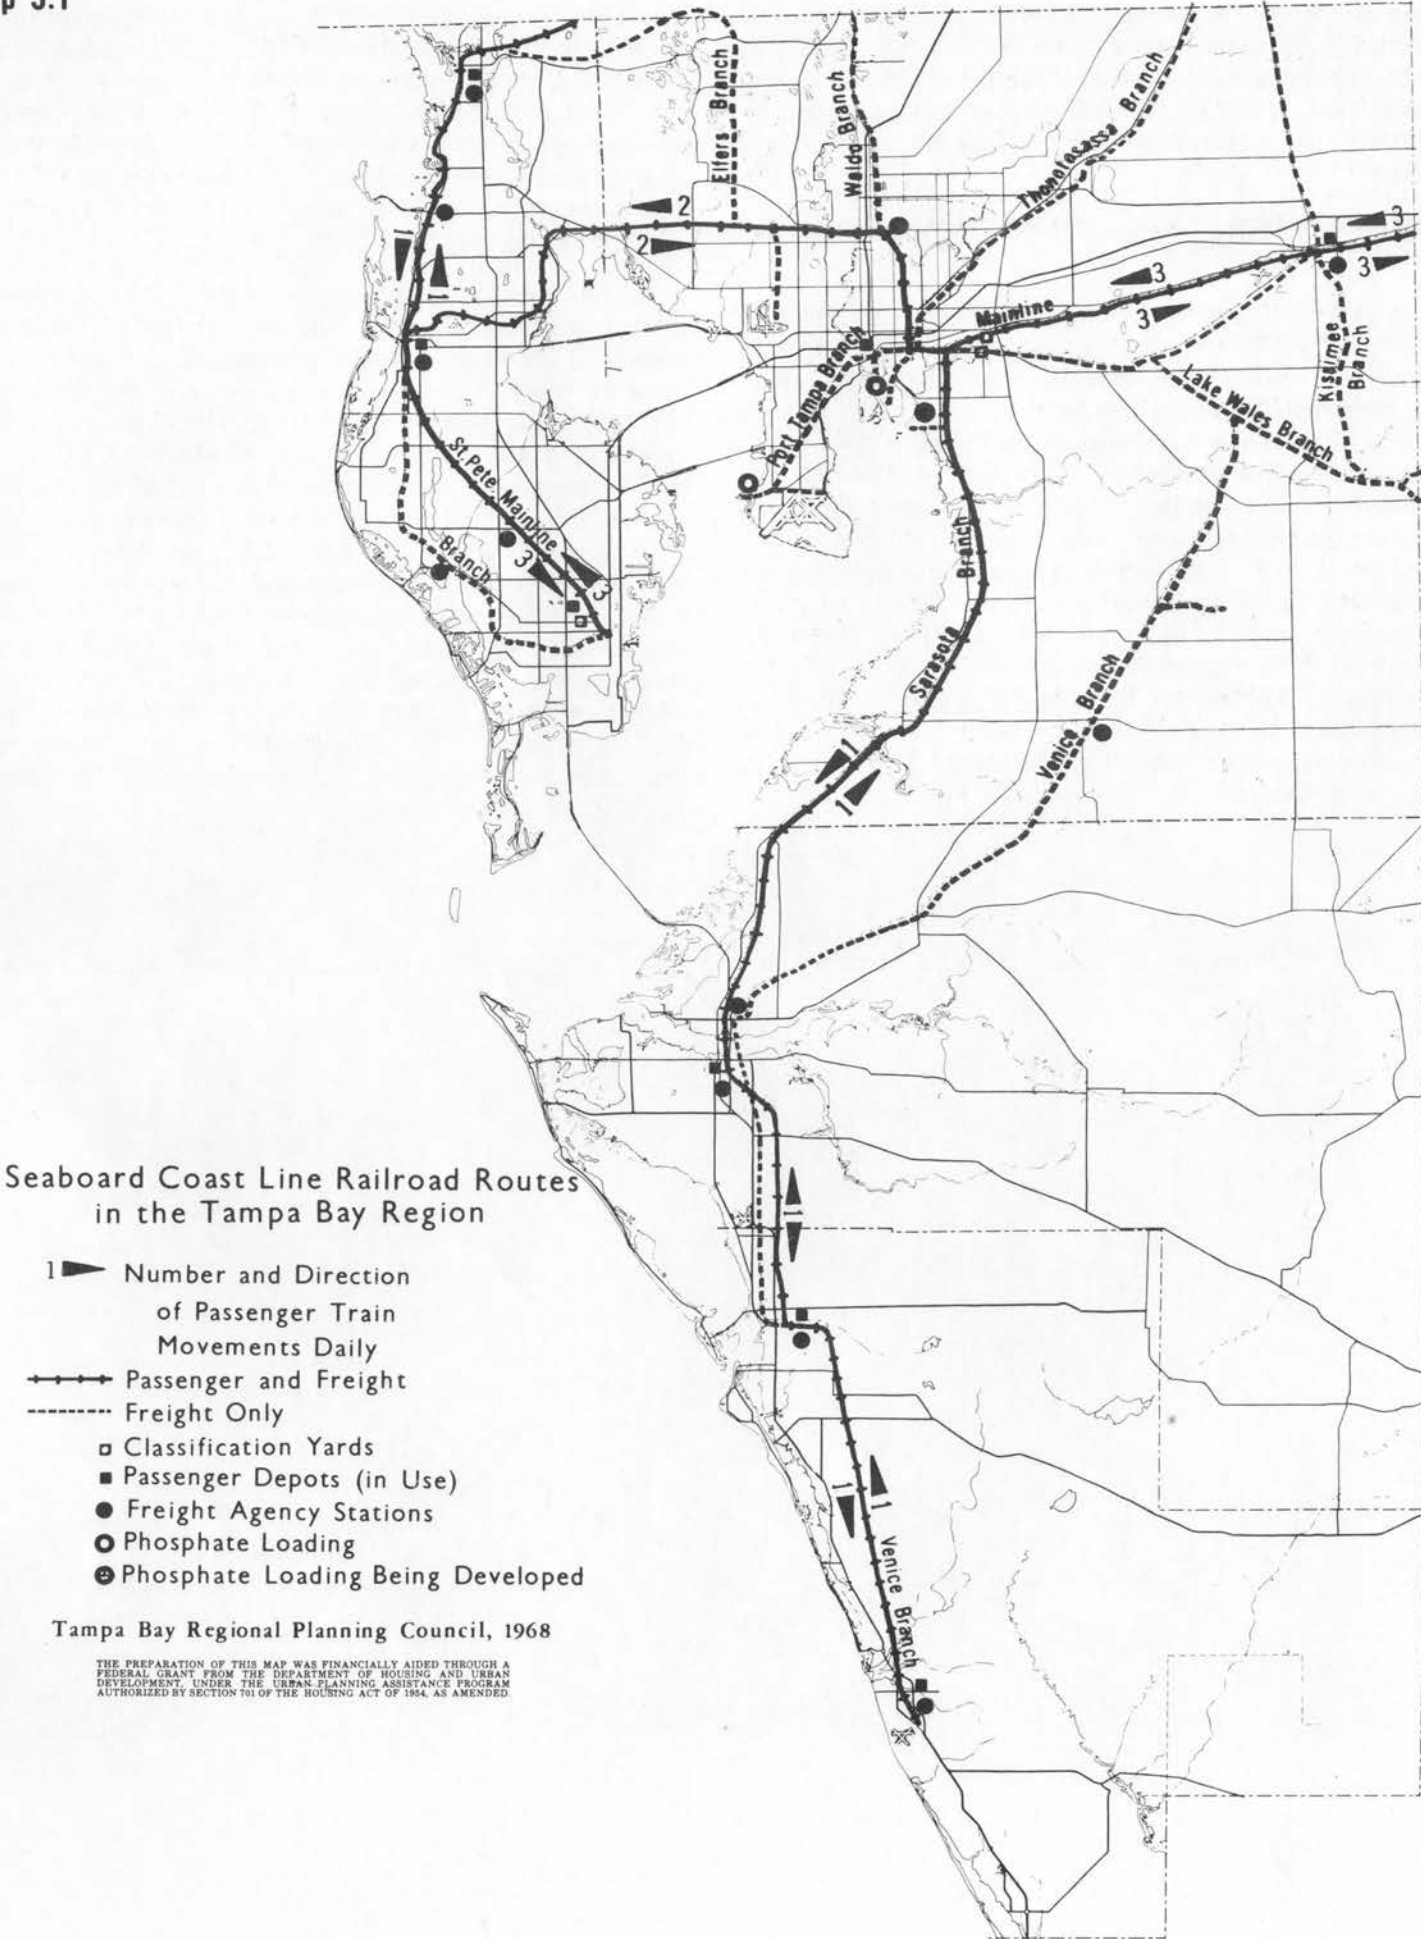 p 3.1
Elfers Branch
Waldo Branch
Thonotosassa Branch
2
2
1
1
3
3
3
3
Mainline
Port Tampa Branch
Kissimee
Branch
Lake Wales Branch
St. Pete. Mainline
3
3
Branch
Branch
Sarasota
Venice Branch
1
1
1
1
1
Venice Branch
Seaboard Coast Line Railroad Routes
in the Tampa Bay Region
1 Number and Direction
of Passenger Train
Movements Daily
Passenger and Freight
Freight Only
Classification Yards
Passenger Depots (in Use)
Freight Agency Stations
Phosphate Loading
Phosphate Loading Being Developed
Tampa Bay Regional Planning Council, 1968
THE PREPARATION OF THIS MAP WAS FINANCIALLY AIDED THROUGH A
FEDERAL GRANT FROM THE DEPARTMENT OF HOUSING AND URBAN
DEVELOPMENT, UNDER THE URBAN PLANNING ASSISTANCE PROGRAM
AUTHORIZED BY SECTION 701 OF THE HOUSING ACT OF 1954, AS AMENDED.